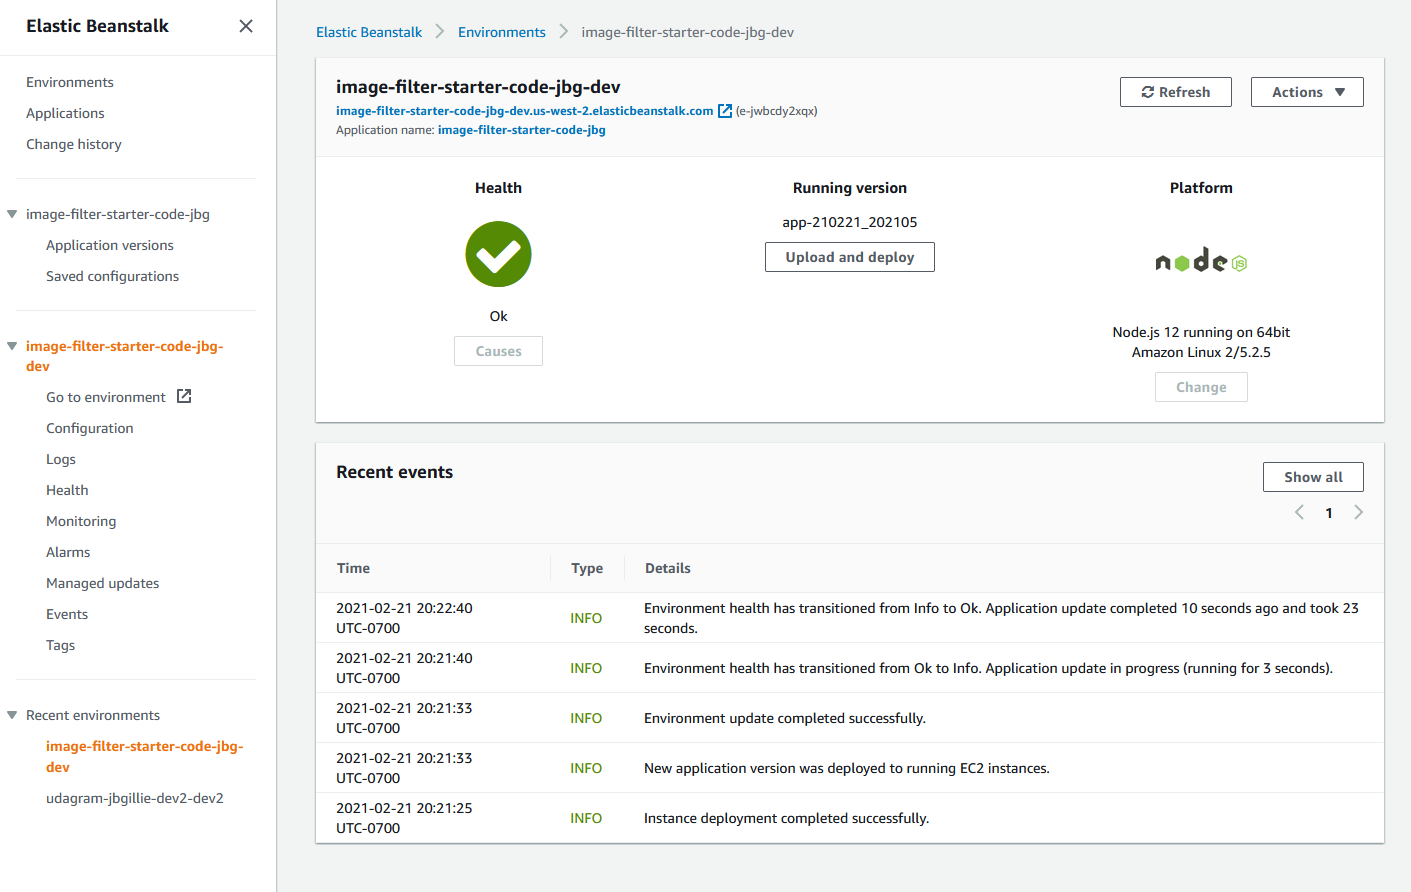 Elastic Beanstalk
Environments
Applications
Change history
image-filter-starter-code-jbg
Application versions
Saved configurations
image-filter-starter-code-jbg-
dev
Go to environment
Configuration
Logs
Health
Monitoring
Alarms
Managed updates
Events
Tags
Recent environments
image-filter-starter-code-jbg-
dev
udagram-jbgillie-dev2-dev2
Elastic Beanstalk Environments image-filter-starter-code-jbg-dev
image-filter-starter-code-jbg-dev
image-filter-starter-code-jbg-dev.us-west-2.elasticbeanstalk.com (e-jwbcdy2xqx)
Application name: image-filter-starter-code-jbg
Refresh
Actions
Health
Ok
Causes
Running version
app-210221_202105
Upload and deploy
Platform
node JS
Node.js 12 running on 64bit
Amazon Linux 2/5.2.5
Change
Recent events
Show all
1
Time Type Details
2021-02-21 20:22:40
UTC-0700
INFO
Environment health has transitioned from Info to Ok. Application update completed 10 seconds ago and took 23
seconds.
2021-02-21 20:21:40
UTC-0700
INFO
Environment health has transitioned from Ok to Info. Application update in progress (running for 3 seconds).
2021-02-21 20:21:33
UTC-0700
INFO
Environment update completed successfully.
2021-02-21 20:21:33
UTC-0700
INFO
New application version was deployed to running EC2 instances.
2021-02-21 20:21:25
UTC-0700
INFO
Instance deployment completed successfully.